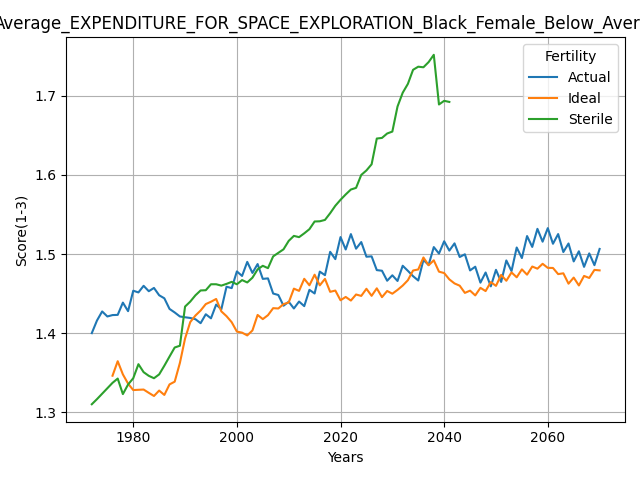 Average_EXPENDITURE_FOR_SPACE_EXPLORATION_Black_Female_Below_Aver
Fertility
Actual
Ideal
Sterile
Score(1-3)
1.7
1.6
1.5
1.4
1.3
1980 2000 2020 2040 2060
Years